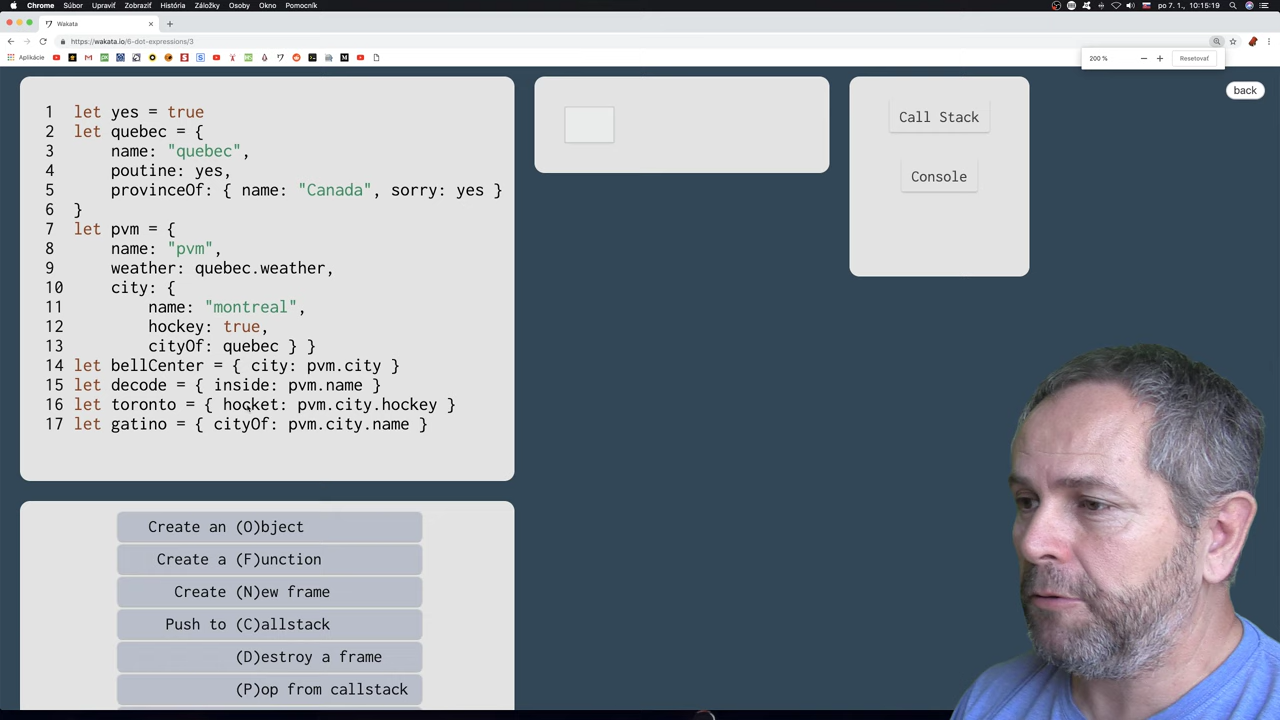 Chrome Súbor Upraviť Zobraziť História Záložky Osoby Okno Pomocník
po 7. 1., 10:15:19
Wakata
https://wakata.io/6-dot-expressions/3
200 %
Resetovať
Aplikácie
back
1 let yes = true
2 let quebec = {
3 name: "quebec",
4 poutine: yes,
5 provinceOf: { name: "Canada", sorry: yes }
6 }
7 let pvm = {
8 name: "pvm",
9 weather: quebec.weather,
10 city: {
11 name: "montreal",
12 hockey: true,
13 cityOf: quebec } }
14 let bellCenter = { city: pvm.city }
15 let decode = { inside: pvm.name }
16 let toronto = { hocket: pvm.city.hockey }
17 let gatino = { cityOf: pvm.city.name }
Call Stack
Console
Create an (O)bject
Create a (F)unction
Create (N)ew frame
Push to (C)allstack
(D)estroy a frame
(P)op from callstack